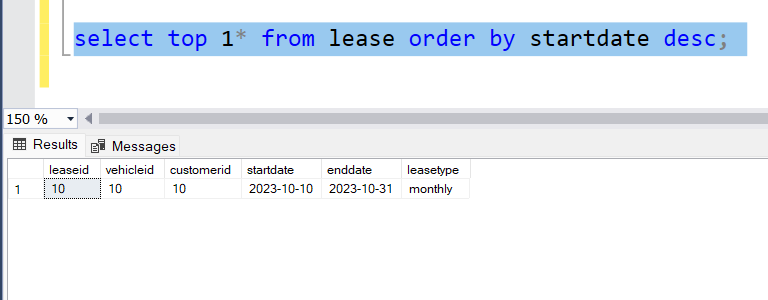 select top 1* from lease order by startdate desc;
150 %
Results Messages
leaseid vehicleid customerid startdate enddate leasetype
1 10 10 10 2023-10-10 2023-10-31 monthly